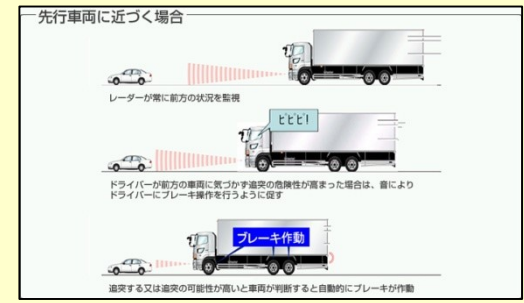 先行車両に近づく場合
レーダーが常に前方の状況を監視
ピピピ!
ドライバーが前方の車両に気づかず追突の危険性が高まった場合は、音により
ドライバーにブレーキ操作を行うように促す
ブレーキ作動
追突する又は追突の可能性が高いと車両が判断すると自動的にブレーキが作動